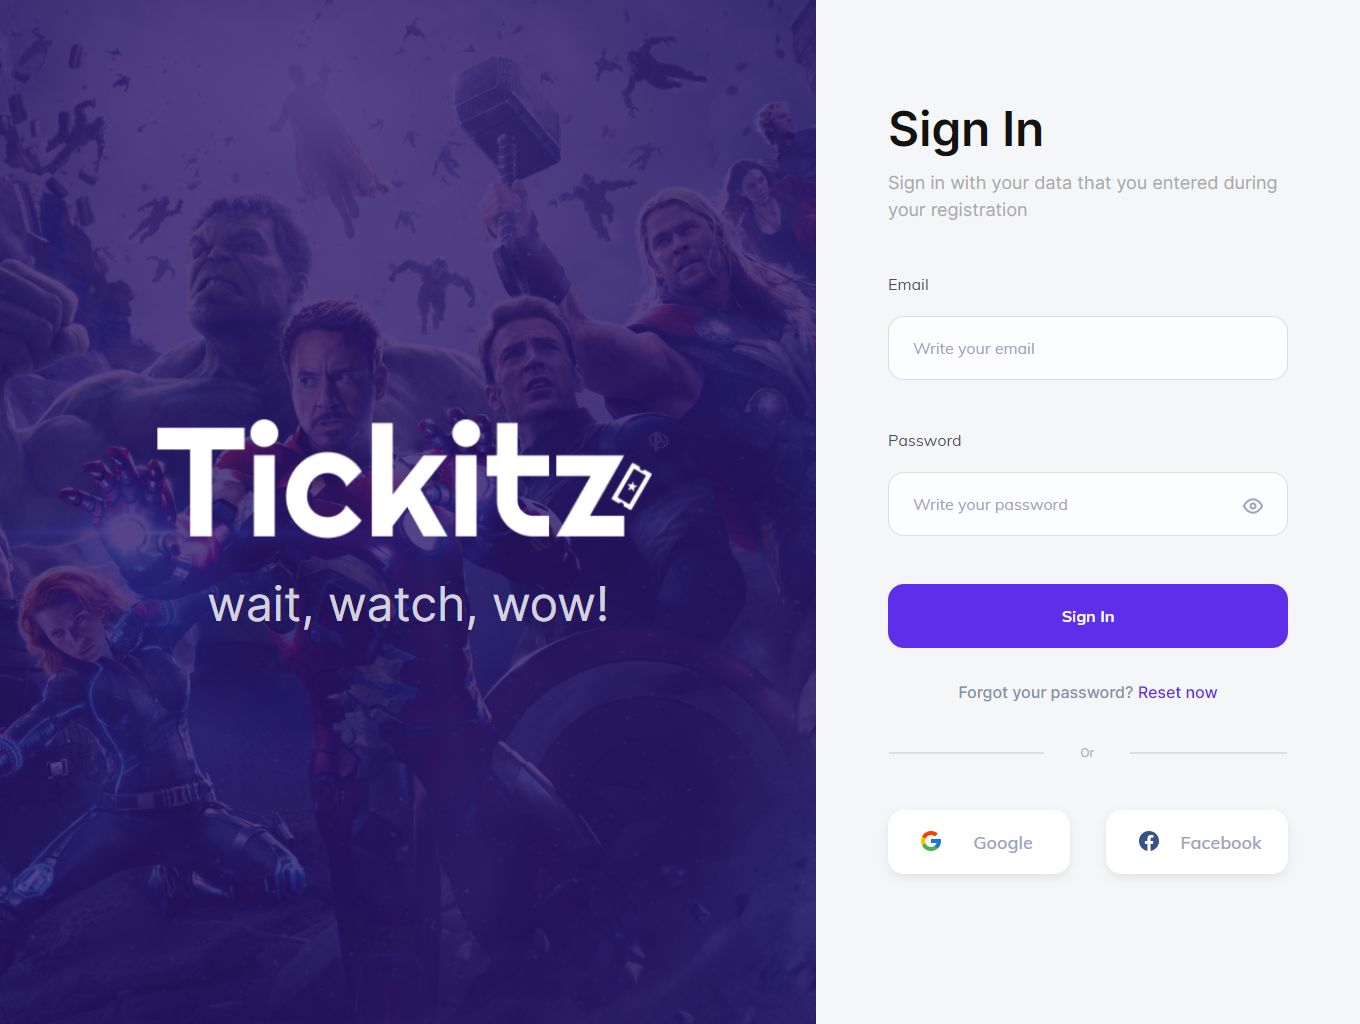 Tickitz
wait, watch, wow!
Sign In
Sign in with your data that you entered during
your registration
Email
Write your email
Password
Write your password
Sign In
Forgot your password? Reset now
Or
Google
Facebook